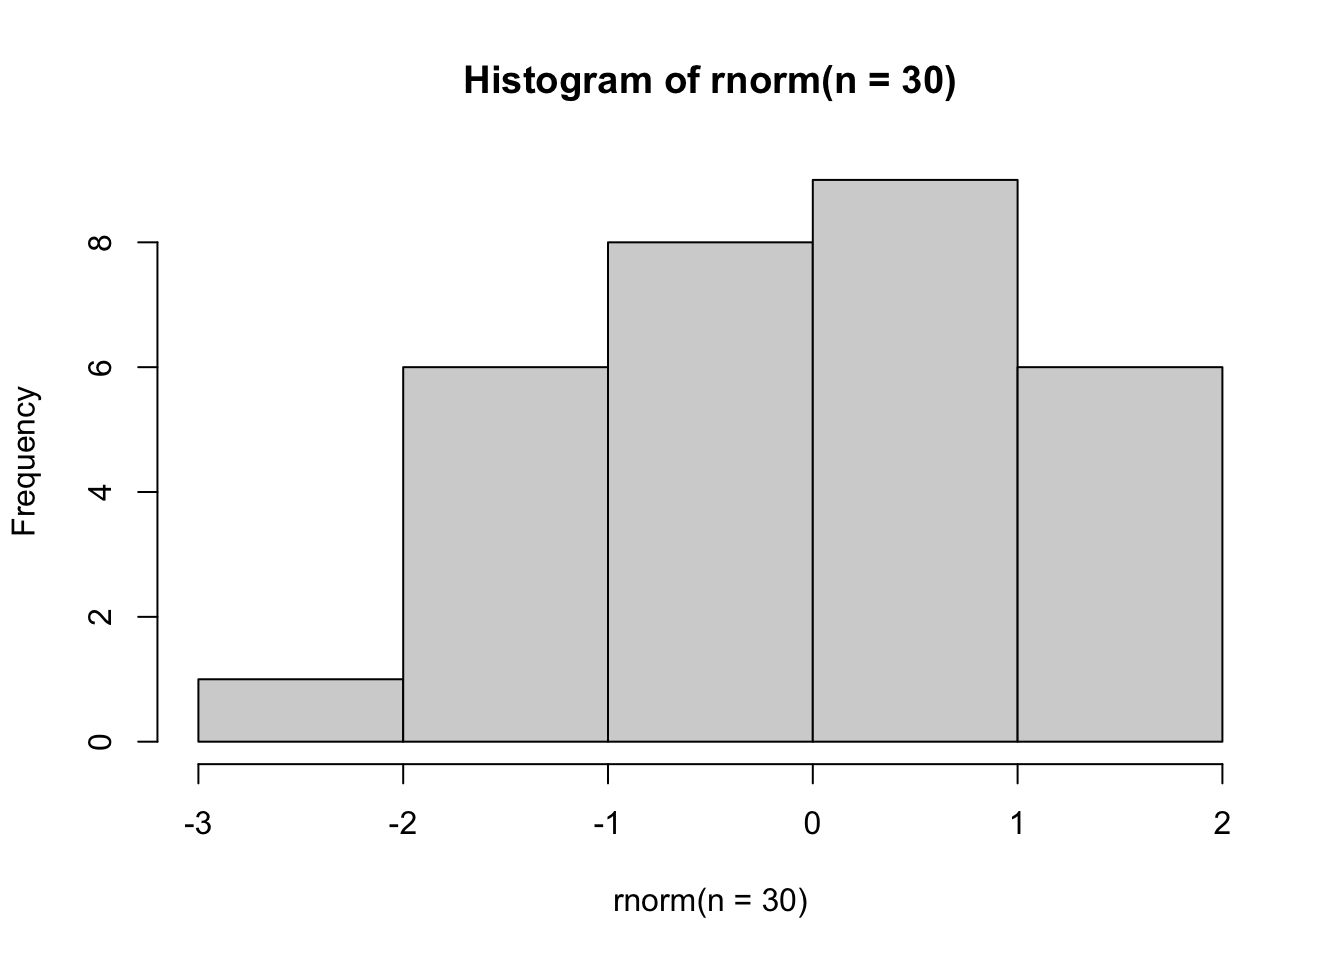 Histogram of rnorm(n = 30)
Frequency
8
6
4
2
0
-3 -2 -1 0 1 2
rnorm(n = 30)